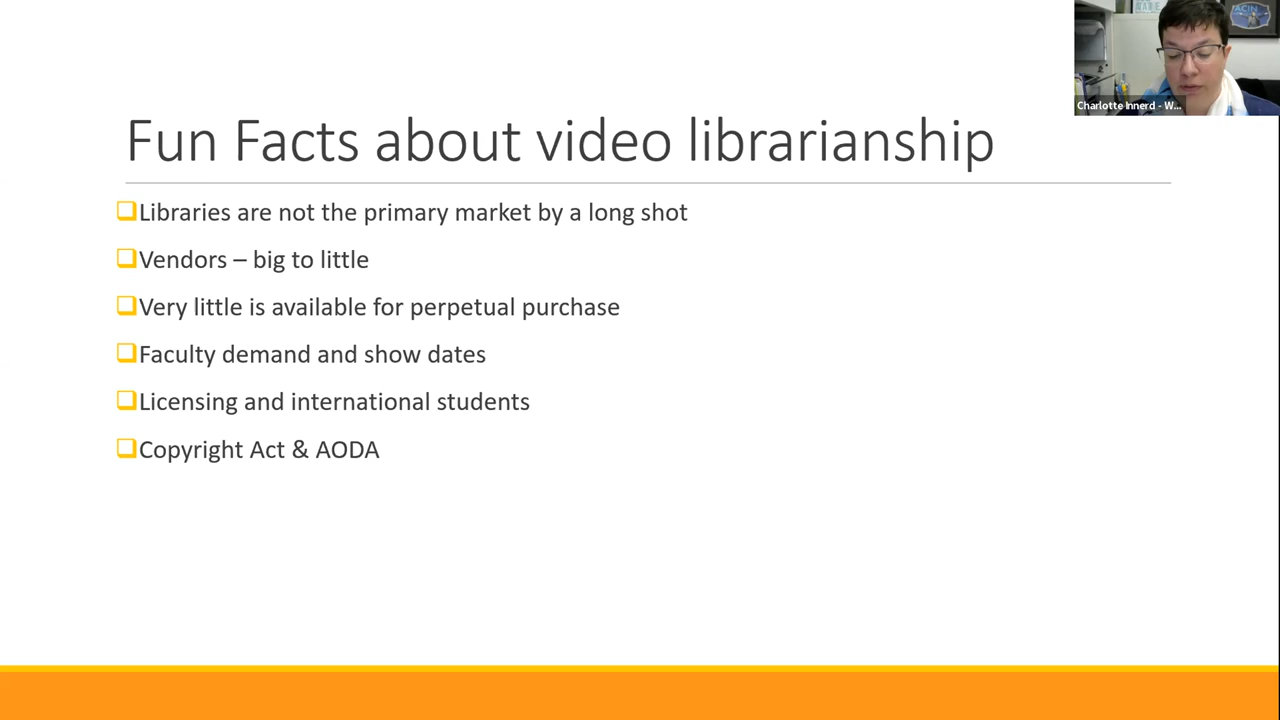 Charlotte Innerd - W...
Fun Facts about video librarianship
Libraries are not the primary market by a long shot
Vendors – big to little
Very little is available for perpetual purchase
Faculty demand and show dates
Licensing and international students
Copyright Act & AODA